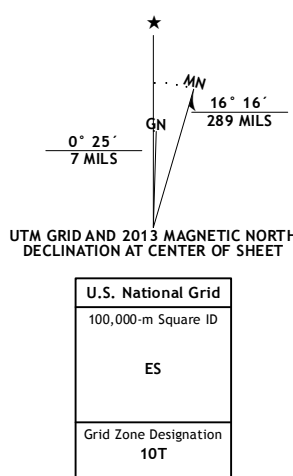 ★
MN
GN
16° 16´
289 MILS
0° 25´
7 MILS
UTM GRID AND 2013 MAGNETIC NORTH
DECLINATION AT CENTER OF SHEET
U.S. National Grid
100,000-m Square ID
ES
Grid Zone Designation
10T